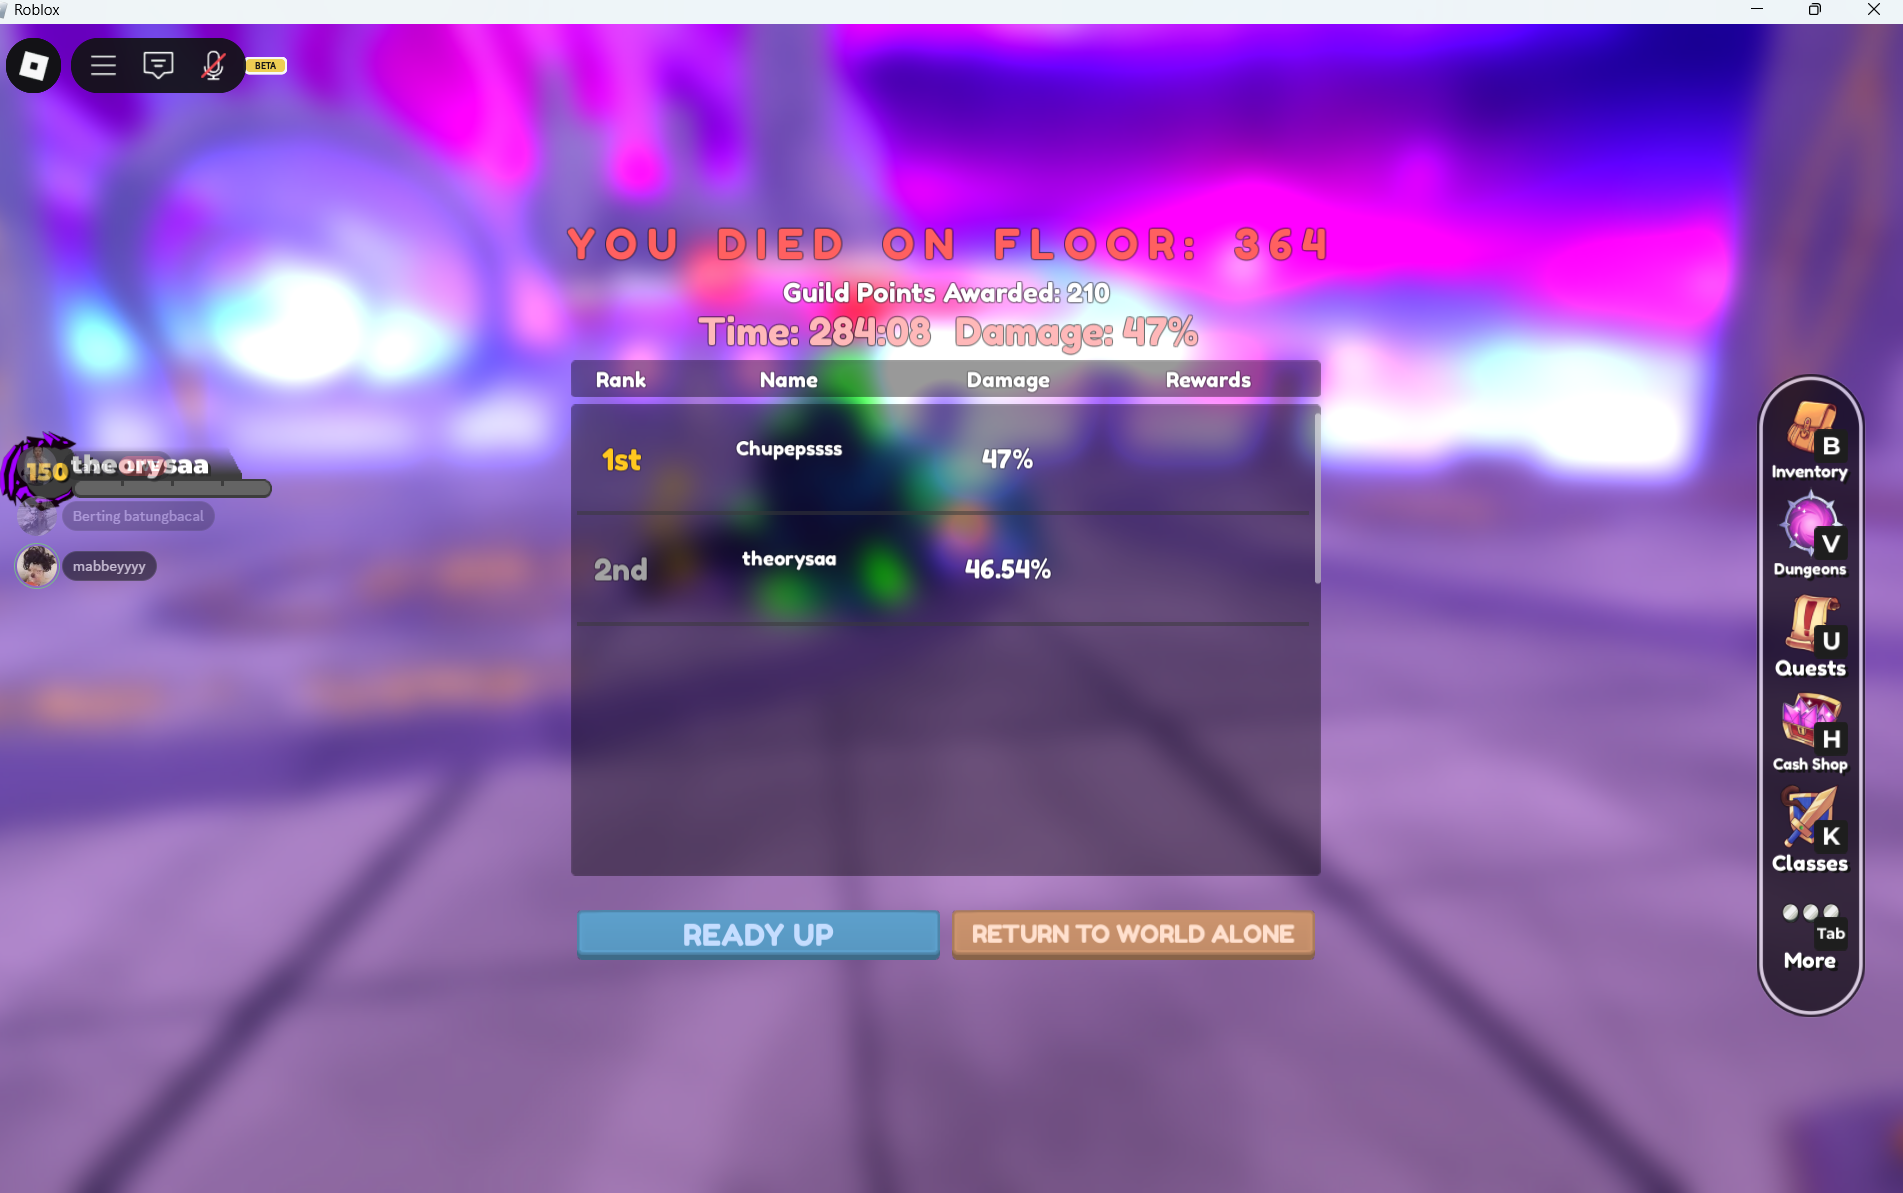 Roblox
BETA
YOU DIED ON FLOOR: 364
Guild Points Awarded: 210
Time: 284:08 Damage: 47%
Rank Name Damage Rewards
1st Chupepssss 47%
2nd theorysaa 46.54%
150 theorysaa
Berting batungbacal
mabbeyyyy
READY UP
RETURN TO WORLD ALONE
B
Inventory
V
Dungeons
U
Quests
H
Cash Shop
K
Classes
Tab
More